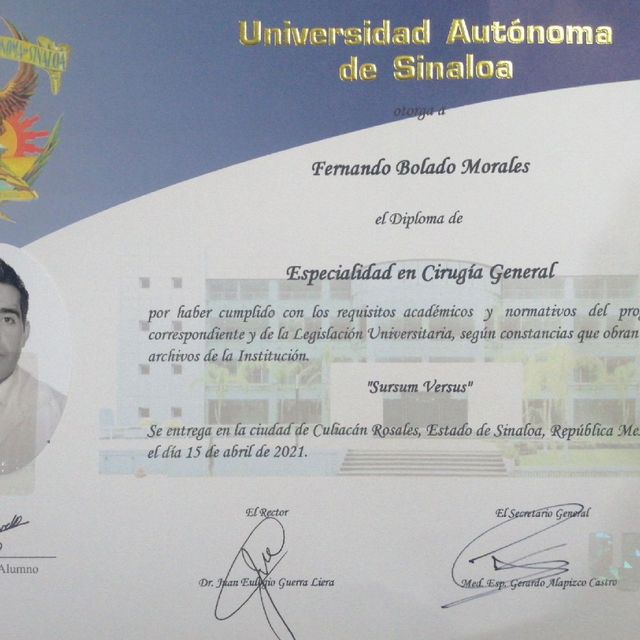 Universidad Autónoma
de Sinaloa
otorga a
Fernando Bolado Morales
el Diploma de
Especialidad en Cirugía General
por haber cumplido con los requisitos académicos y normativos del pro
correspondiente y de la Legislación Universitaria, según constancias que obran
archivos de la Institución.
"Sursum Versus"
Se entrega en la ciudad de Culiacán Rosales, Estado de Sinaloa, República Me
el día 15 de abril de 2021.
El Rector
El Secretario General
Dr. Juan Eulogio Guerra Liera
Med. Esp. Gerardo Alapizco Castro
Alumno